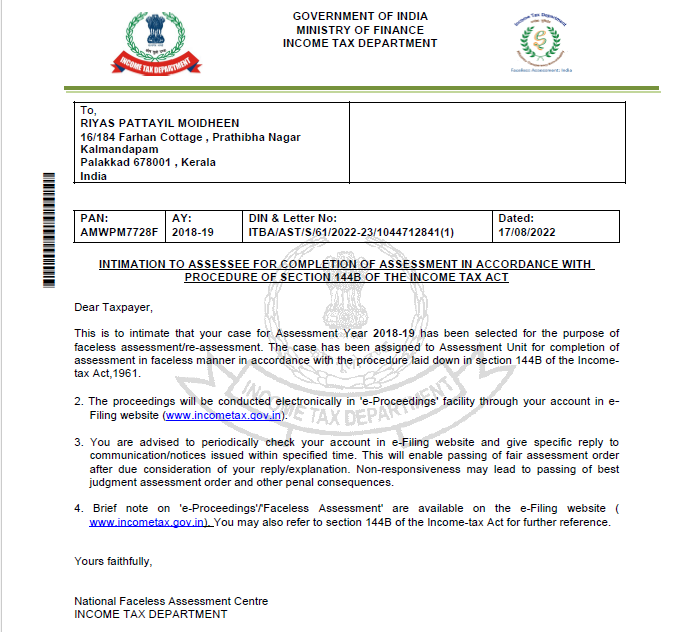 GOVERNMENT OF INDIA
MINISTRY OF FINANCE
INCOME TAX DEPARTMENT
INCOME TAX DEPARTMENT
Income Tax Department
Faceless Assessment, India
To,
RIYAS PATTAYIL MOIDHEEN
16/184 Farhan Cottage , Prathibha Nagar
Kalmandapam
Palakkad 678001 , Kerala
India
PAN: AY: DIN & Letter No: Dated:
AMWPM7728F 2018-19 ITBA/AST/S/61/2022-23/1044712841(1) 17/08/2022
INTIMATION TO ASSESSEE FOR COMPLETION OF ASSESSMENT IN ACCORDANCE WITH
PROCEDURE OF SECTION 144B OF THE INCOME TAX ACT
Dear Taxpayer,
This is to intimate that your case for Assessment Year 2018-19 has been selected for the purpose of
faceless assessment/re-assessment. The case has been assigned to Assessment Unit for completion of
assessment in faceless manner in accordance with the procedure laid down in section 144B of the Income-
tax Act,1961.
2. The proceedings will be conducted electronically in 'e-Proceedings' facility through your account in e-
Filing website (www.incometax.gov.in).
3. You are advised to periodically check your account in e-Filing website and give specific reply to
communication/notices issued within specified time. This will enable passing of fair assessment order
after due consideration of your reply/explanation. Non-responsiveness may lead to passing of best
judgment assessment order and other penal consequences.
4. Brief note on 'e-Proceedings'/'Faceless Assessment' are available on the e-Filing website (
www.incometax.gov.in). You may also refer to section 144B of the Income-tax Act for further reference.
INCOME TAX DEPARTMENT
Yours faithfully,
National Faceless Assessment Centre
INCOME TAX DEPARTMENT